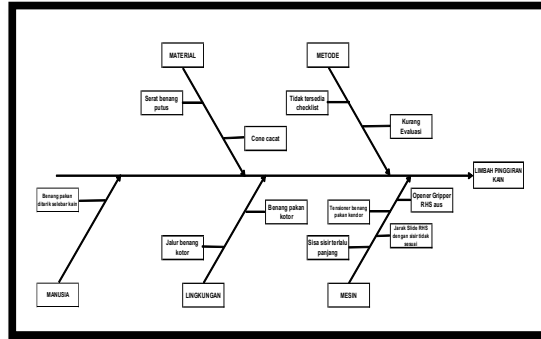 MATERIAL
METODE
Serat benang
putus
Tidak tersedia
checklist
Cone cacat
Kurang
Evaluasi
LIMBAH PINGGIRAN
KAIN
Benang pakan
ditarik selebar kain
Benang pakan
kotor
Opener Gripper
RHS aus
Tensioner benang
pakan kendor
Jalur benang
kotor
Sisa sisir terlalu
panjang
Jarak Slide RHS
dengan sisir tidak
sesuai
MANUSIA
LINGKUNGAN
MESIN